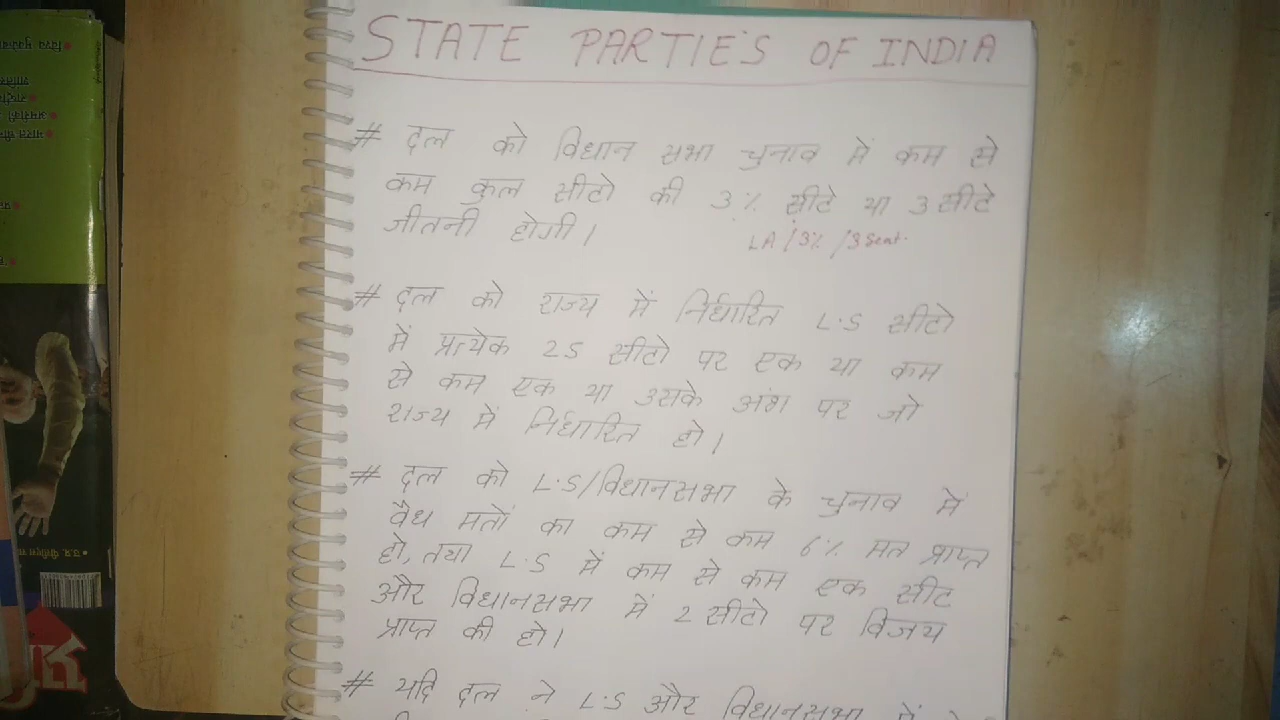 STATE PARTIE'S OF INDIA
# दल को विधान सभा चुनाव में कम से
कम कुल सीटो की 3% सीटे या 3 सीटे
जीतनी होगी।
LA / 3% / 3 Seat.
# दल को राज्य में निर्धारित L.S सीटो
में प्रत्येक 25 सीटो पर एक या कम
से कम एक या उसके अंश पर जो
राज्य में निर्धारित हो।
# दल को L.S/विधानसभा के चुनाव में
वैध मतों का कम से कम 6% मत प्राप्त
हो, तथा L.S में कम से कम एक सीट
और विधानसभा में 2 सीटो पर विजय
प्राप्त की हो।
# यदि दल ने L.S और विधानसभा में